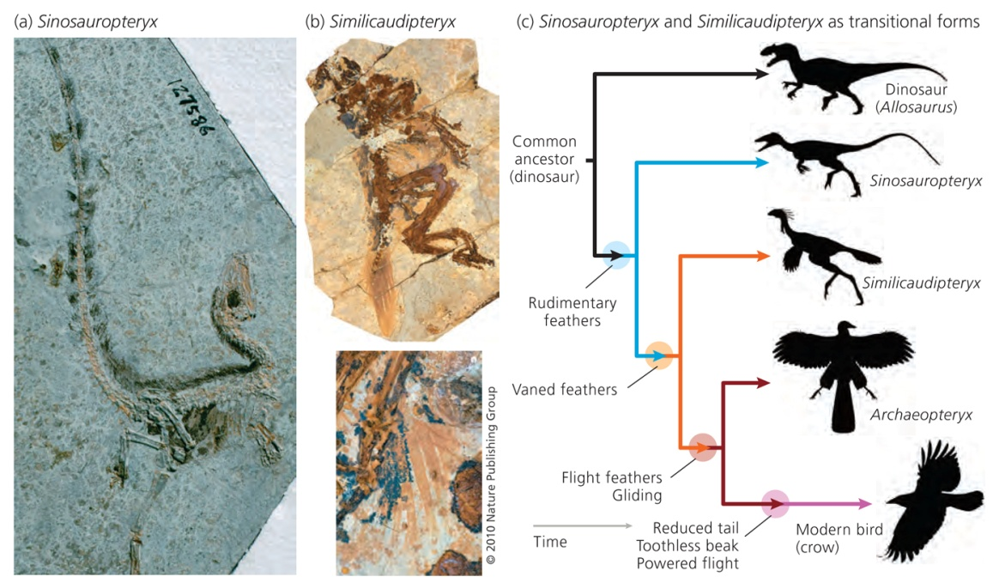 (a) Sinosauropteryx
(b) Similicaudipteryx
(c) Sinosauropteryx and Similicaudipteryx as transitional forms
127586
© 2010 Nature Publishing Group
Dinosaur
(Allosaurus)
Common
ancestor
(dinosaur)
Sinosauropteryx
Rudimentary
feathers
Similicaudipteryx
Vaned feathers
Archaeopteryx
Flight feathers
Gliding
Time
Reduced tail
Toothless beak
Powered flight
Modern bird
(crow)